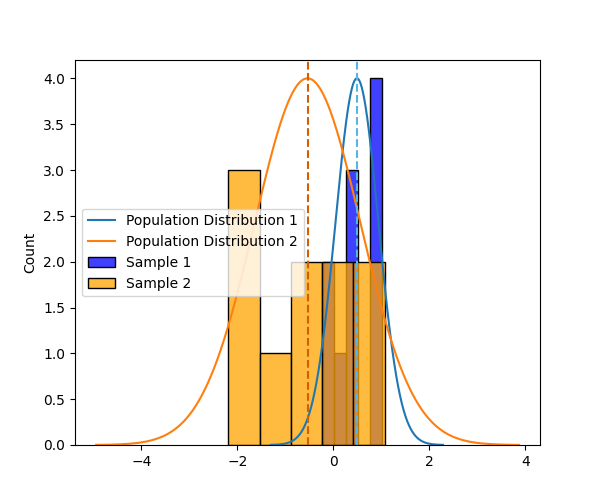 4.0
3.5
3.0
2.5
2.0
1.5
1.0
0.5
0.0
Count
Population Distribution 1
Population Distribution 2
Sample 1
Sample 2
−4 −2 0 2 4